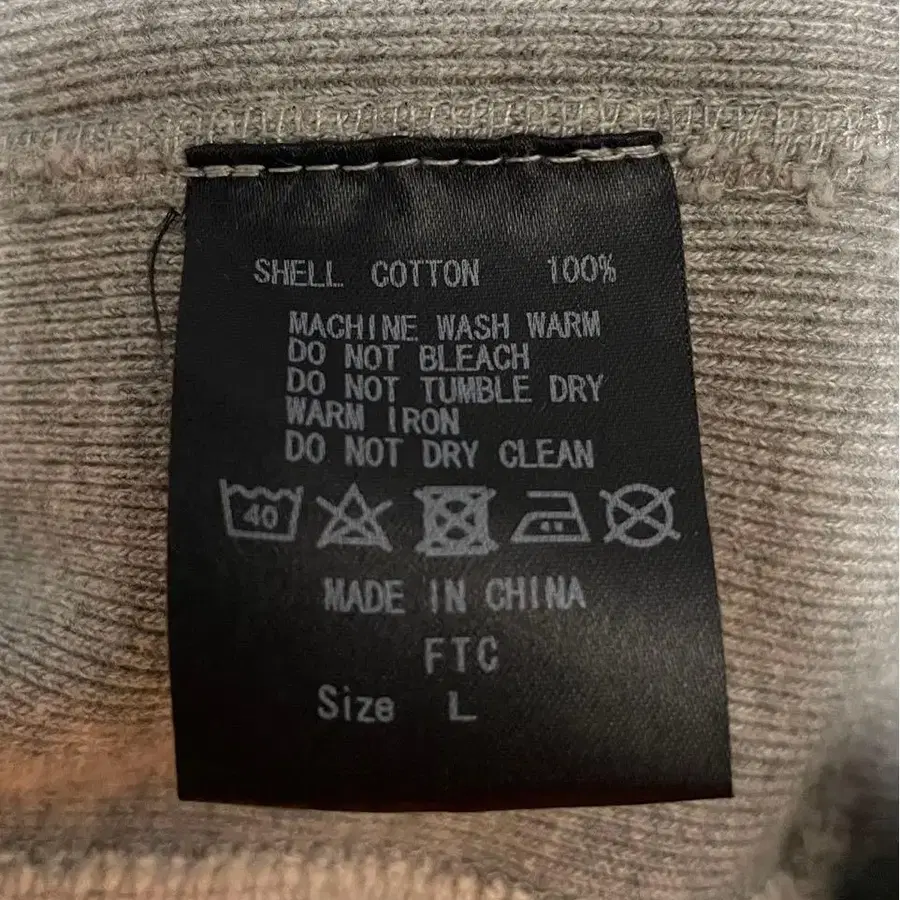 SHELL COTTON 100%
MACHINE WASH WARM
DO NOT BLEACH
DO NOT TUMBLE DRY
WARM IRON
DO NOT DRY CLEAN
40
MADE IN CHINA
FTC
Size L